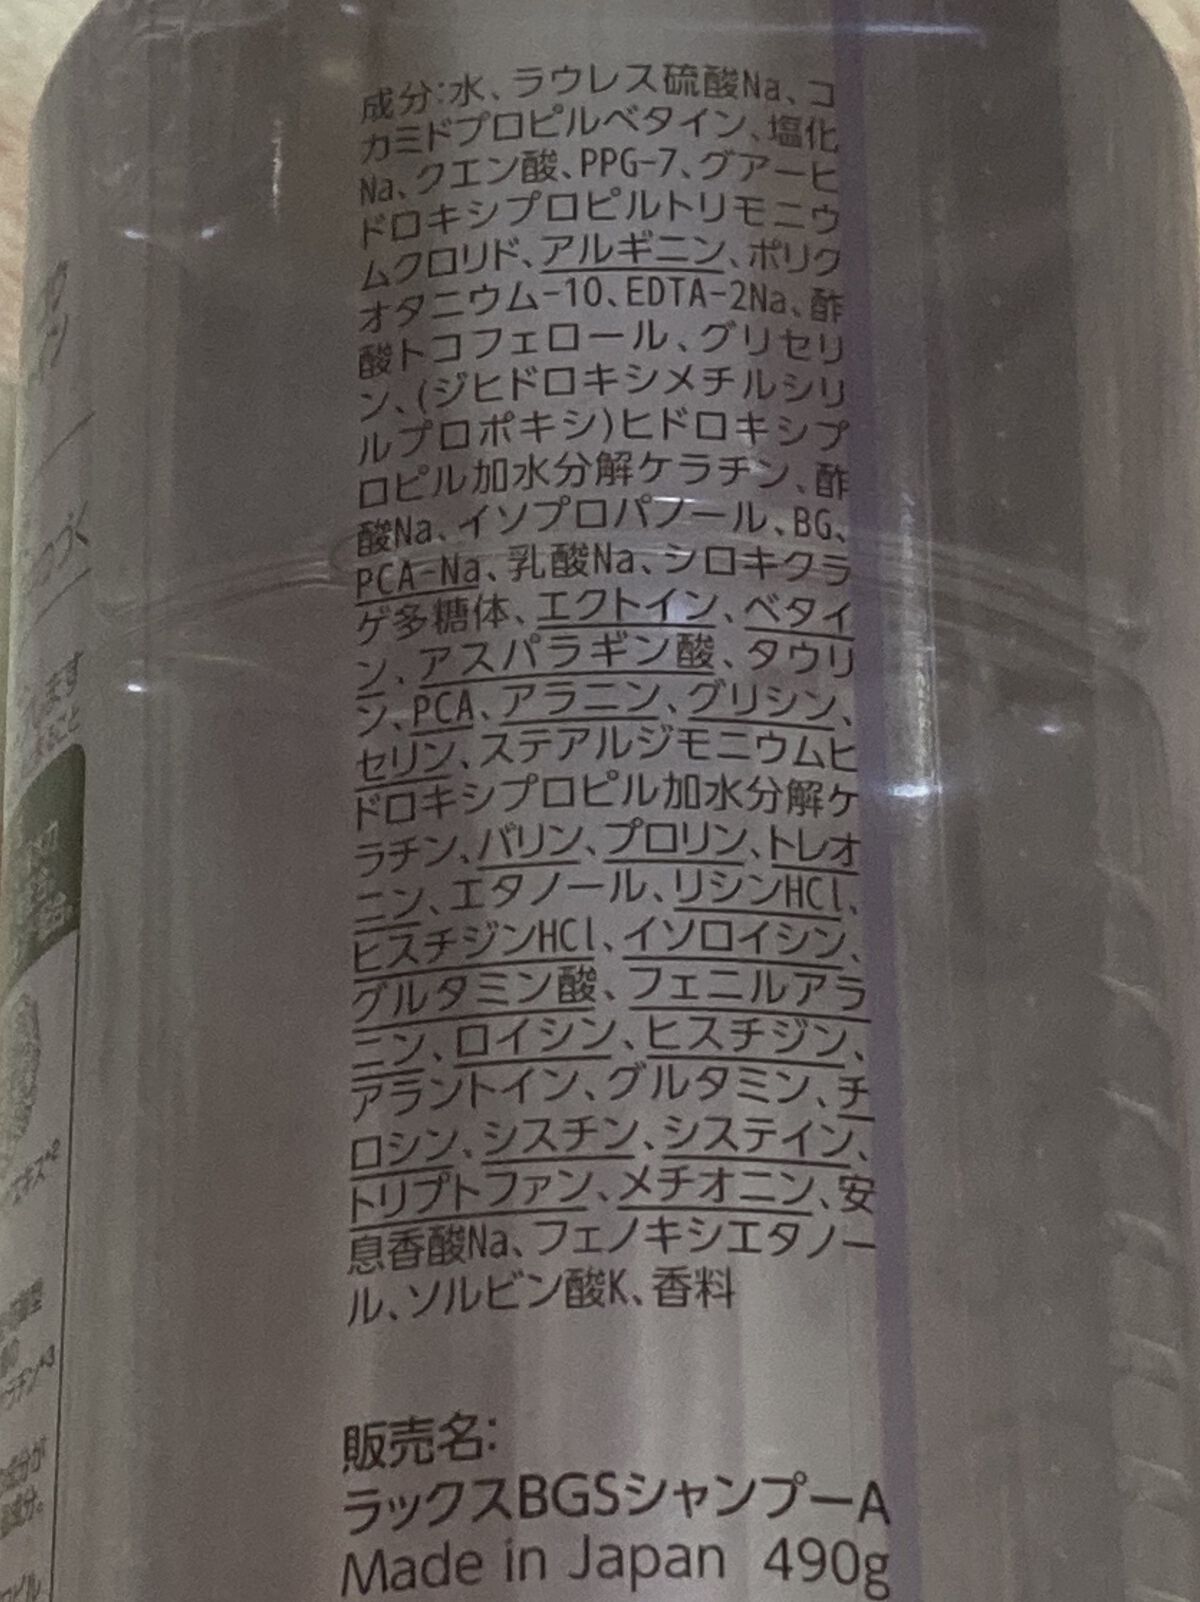 成分:水、ラウレス硫酸Na、コ
カミドプロピルベタイン、塩化
Na、クエン酸、PPG-7、グアーヒ
ドロキシプロピルトリモニウ
ムクロリド、アルギニン、ポリク
オタニウム-10、EDTA-2Na、酢
酸トコフェロール、グリセリ
ン、(ジヒドロキシメチルシリ
ルプロポキシ)ヒドロキシプ
ロピル加水分解ケラチン、酢
酸Na、イソプロパノール、BG、
PCA-Na、乳酸Na、シロキクラ
ゲ多糖体、エクトイン、ベタイ
ン、アスパラギン酸、タウリ
ン、PCA、アラニン、グリシン、
セリン、ステアルジモニウムヒ
ドロキシプロピル加水分解ケ
ラチン、バリン、プロリン、トレオ
ニン、エタノール、リシンHCl、
ヒスチジンHCl、イソロイシン、
グルタミン酸、フェニルアラ
ニン、ロイシン、ヒスチジン、
アラントイン、グルタミン、チ
ロシン、シスチン、システイン、
トリプトファン、メチオニン、安
息香酸Na、フェノキシエタノー
ル、ソルビン酸K、香料
販売名:
ラックスBGSシャンプーA
Made in Japan 490g